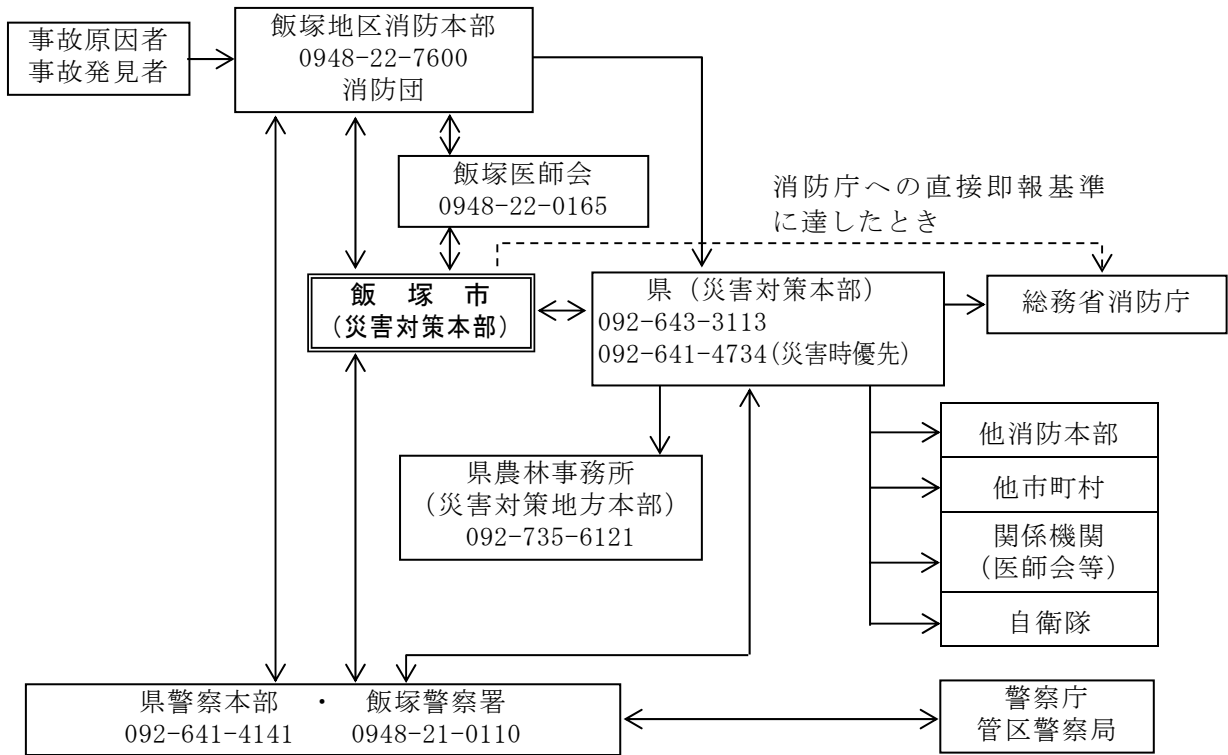 事故原因者
事故発見者
飯塚地区消防本部
0948-22-7600
消防団
飯塚医師会
0948-22-0165
消防庁への直接即報基準
に達したとき
飯　塚　市
（災害対策本部）
県（災害対策本部）
092-643-3113
092-641-4734(災害時優先)
総務省消防庁
県農林事務所
（災害対策地方本部）
092-735-6121
他消防本部
他市町村
関係機関
（医師会等）
自衛隊
県警察本部　・　飯塚警察署
092-641-4141　0948-21-0110
警察庁
管区警察局